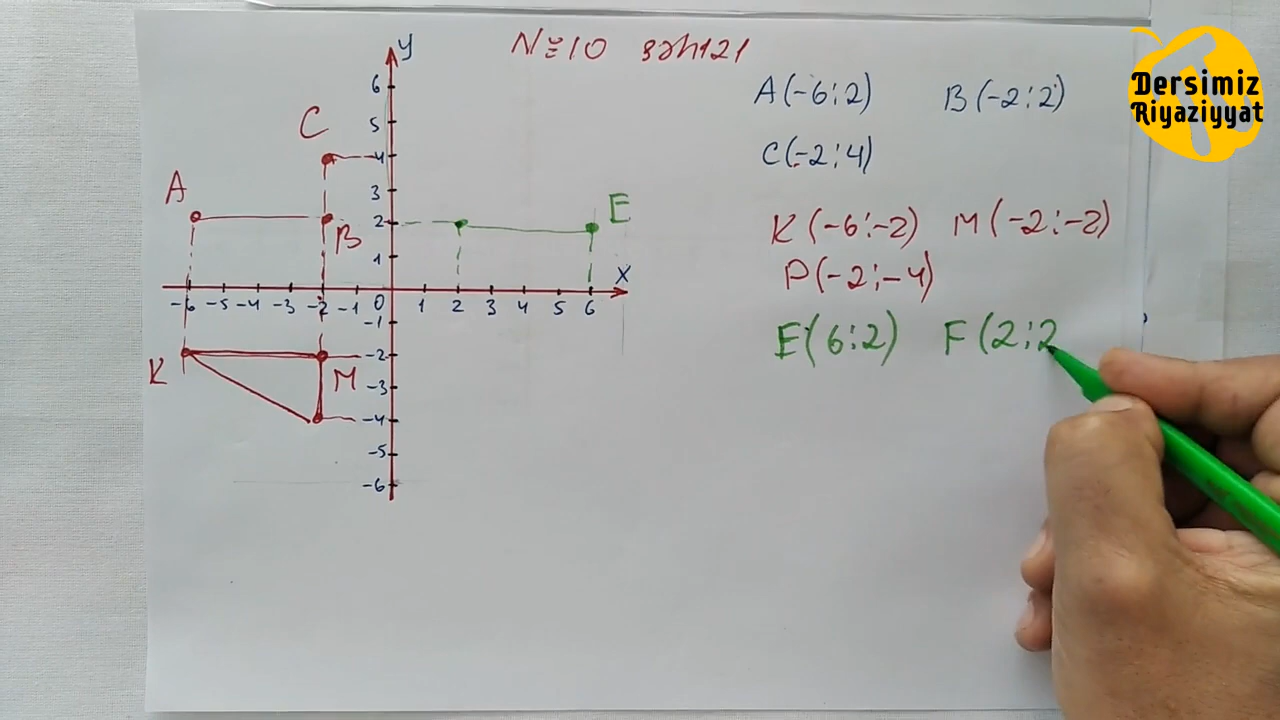 N≌10 səh121
Dersimiz
Riyaziyyat
A(-6;2) B(-2;2)
C(-2;4)
K(-6;-2) M(-2;-2)
P(-2;-4)
E(6;2) F(2;2
y
6
5
C
4
3
A
2
E
B
1
x
-6 -5 -4 -3 -2 -1 0 1 2 3 4 5 6
-1
-2
K
M
-3
-4
-5
-6